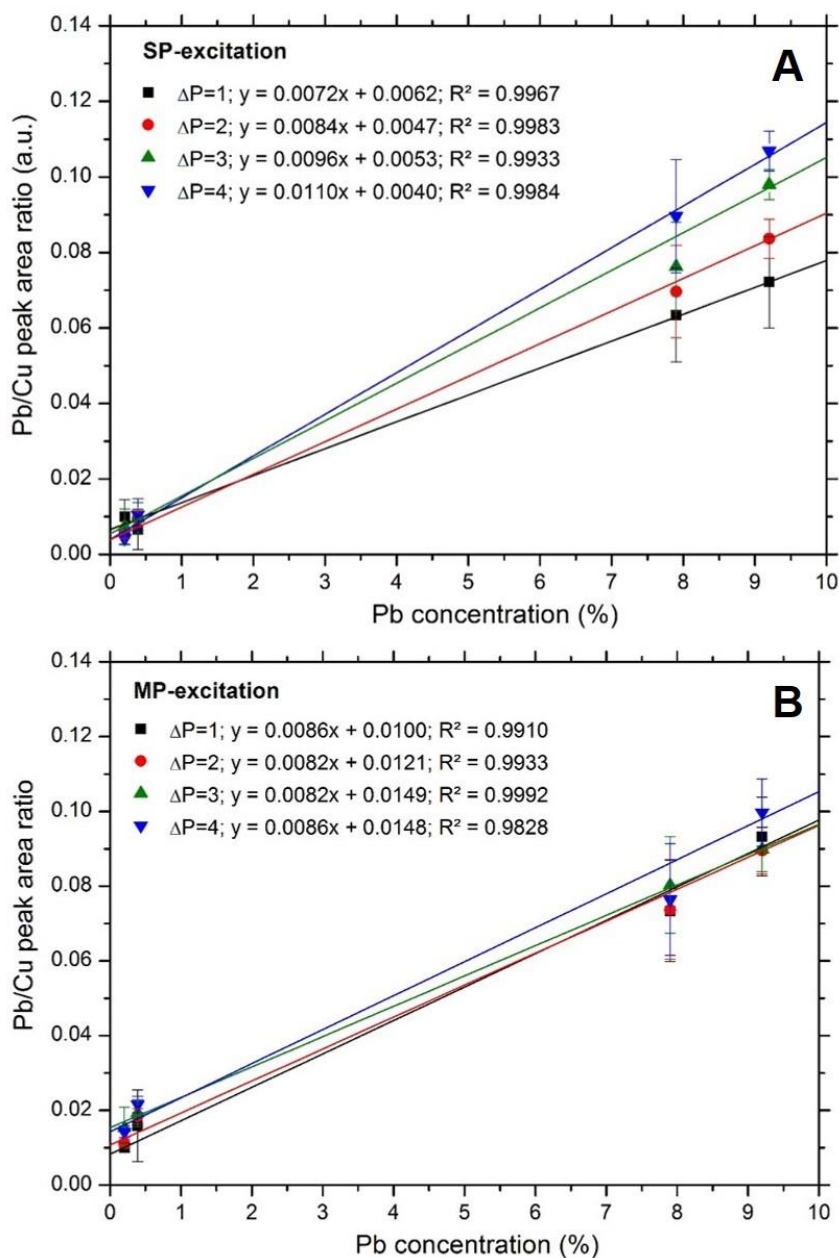 A
SP-excitation
ΔP=1; y = 0.0072x + 0.0062; R² = 0.9967
ΔP=2; y = 0.0084x + 0.0047; R² = 0.9983
ΔP=3; y = 0.0096x + 0.0053; R² = 0.9933
ΔP=4; y = 0.0110x + 0.0040; R² = 0.9984
Pb/Cu peak area ratio (a.u.)
0.14
0.12
0.10
0.08
0.06
0.04
0.02
0.00
0 1 2 3 4 5 6 7 8 9 10
Pb concentration (%)
B
MP-excitation
ΔP=1; y = 0.0086x + 0.0100; R² = 0.9910
ΔP=2; y = 0.0082x + 0.0121; R² = 0.9933
ΔP=3; y = 0.0082x + 0.0149; R² = 0.9992
ΔP=4; y = 0.0086x + 0.0148; R² = 0.9828
Pb/Cu peak area ratio
0.14
0.12
0.10
0.08
0.06
0.04
0.02
0.00
0 1 2 3 4 5 6 7 8 9 10
Pb concentration (%)